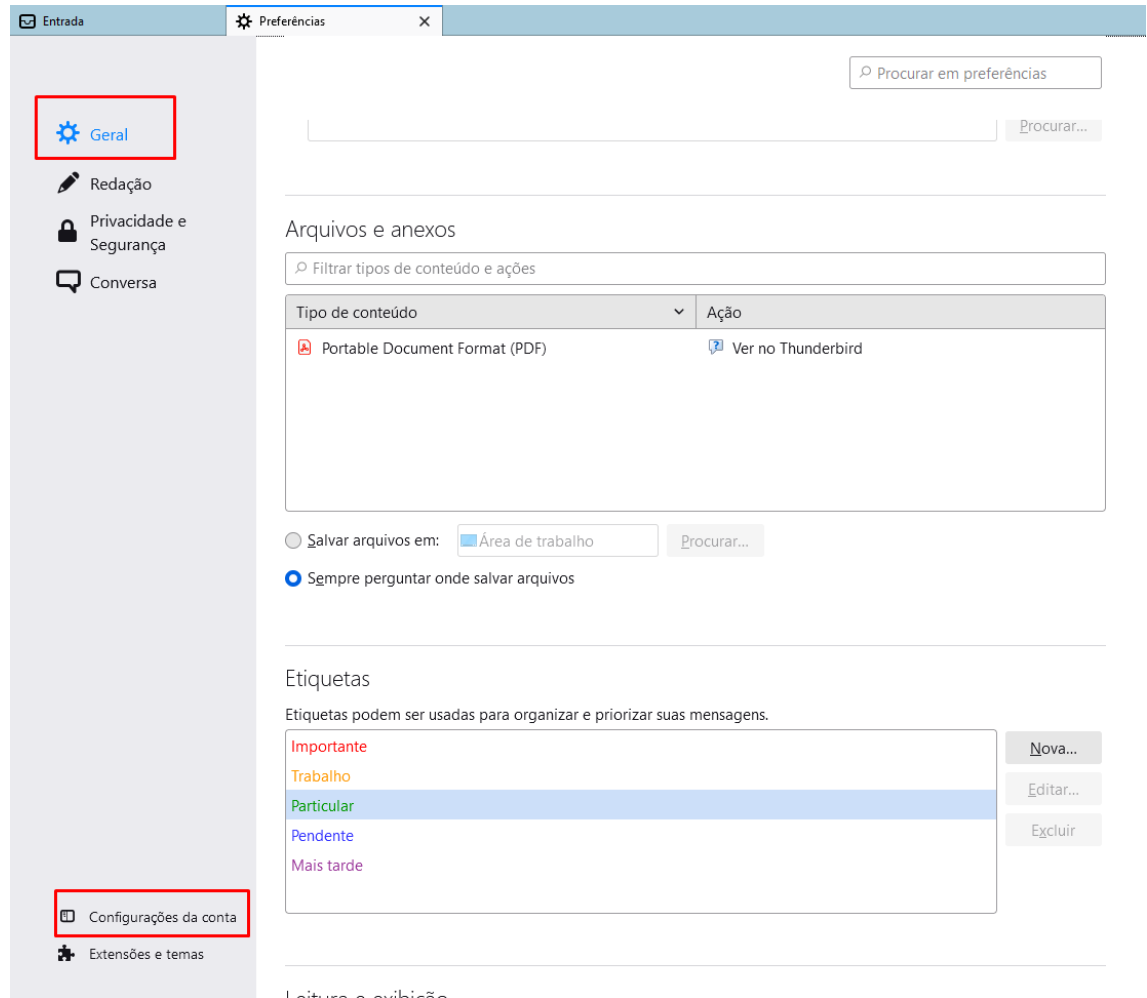 Entrada
Preferências
Procurar em preferências
Geral
Redação
Privacidade e
Segurança
Conversa
Configurações da conta
Extensões e temas
Procurar...
Arquivos e anexos
Filtrar tipos de conteúdo e ações
Tipo de conteúdo Ação
Portable Document Format (PDF) Ver no Thunderbird
Salvar arquivos em: Área de trabalho Procurar...
Sempre perguntar onde salvar arquivos
Etiquetas
Etiquetas podem ser usadas para organizar e priorizar suas mensagens.
Importante
Trabalho
Particular
Pendente
Mais tarde
Nova...
Editar...
Excluir
Leitura e exibição